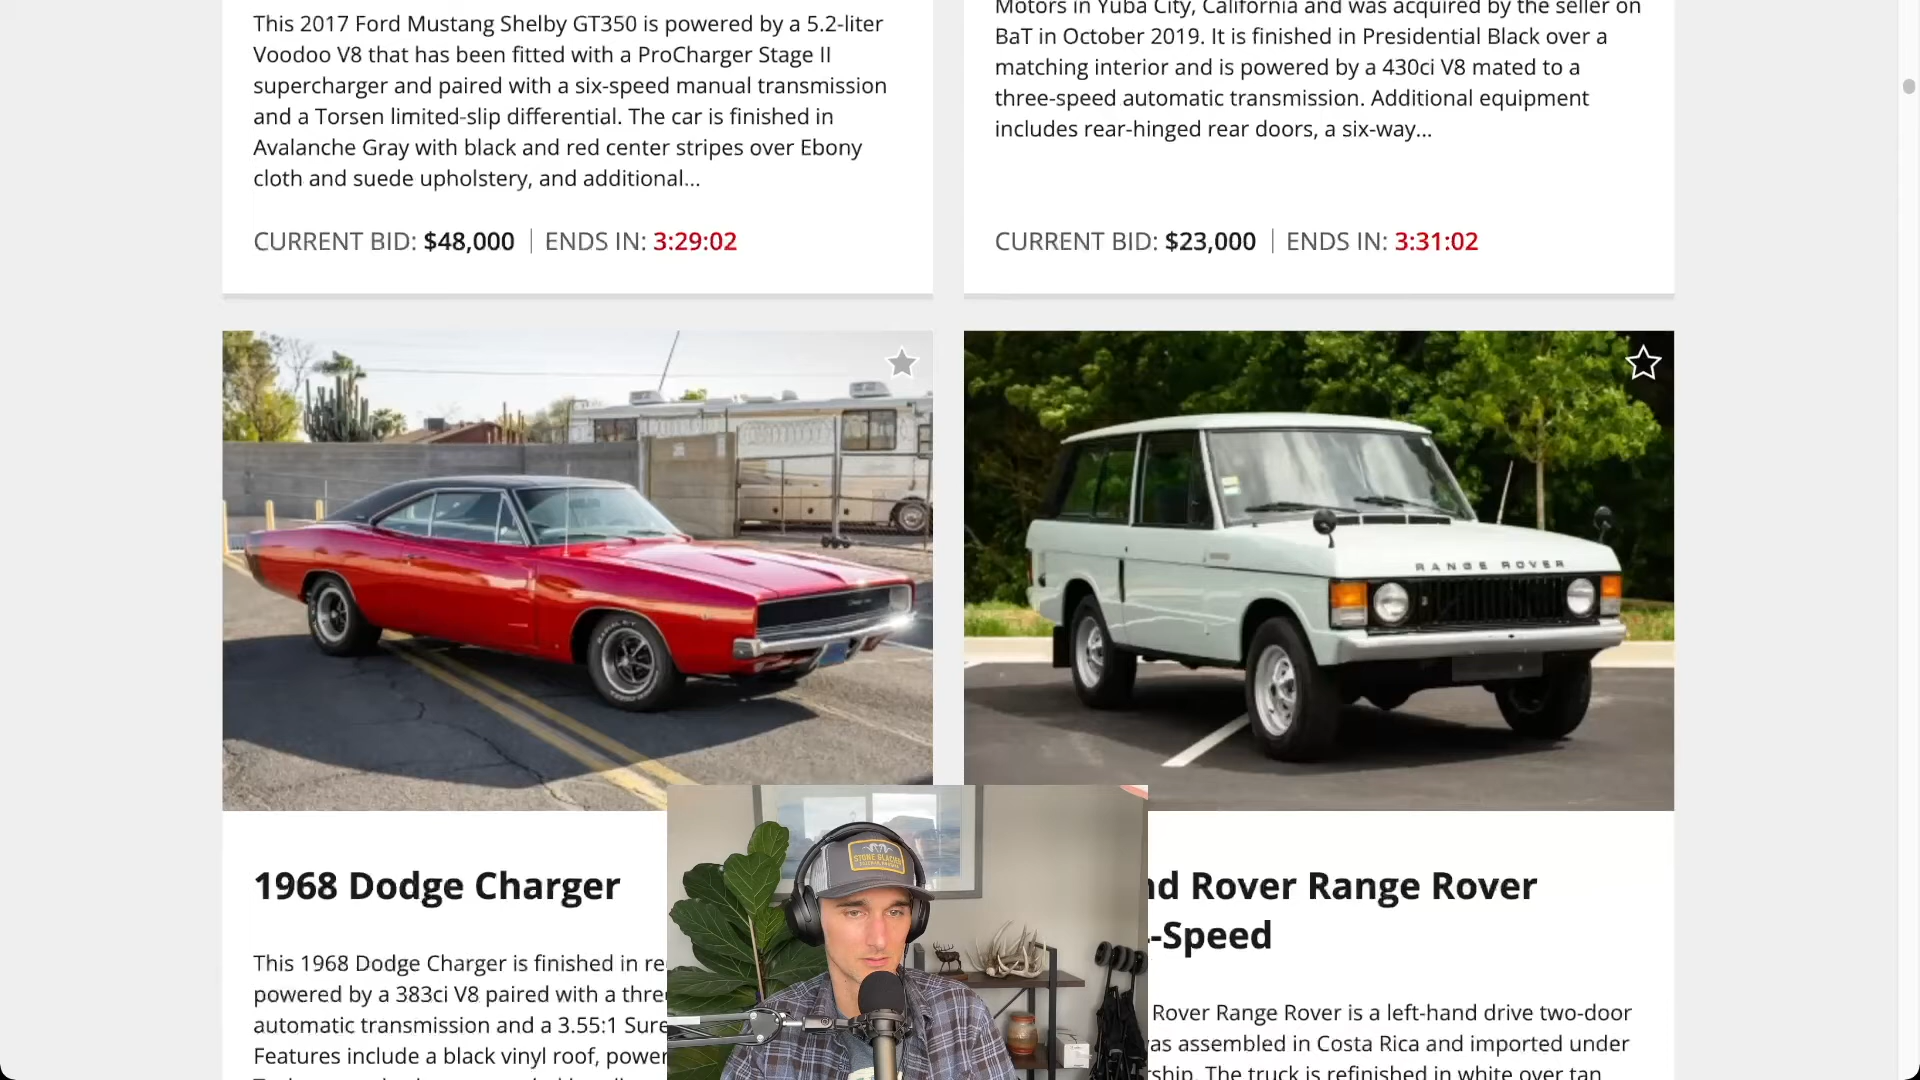 This 2017 Ford Mustang Shelby GT350 is powered by a 5.2-liter
Voodoo V8 that has been fitted with a ProCharger Stage II
supercharger and paired with a six-speed manual transmission
and a Torsen limited-slip differential. The car is finished in
Avalanche Gray with black and red center stripes over Ebony
cloth and suede upholstery, and additional...
CURRENT BID: $48,000 | ENDS IN: 3:29:02
Motors in Yuba City, California and was acquired by the seller on
BaT in October 2019. It is finished in Presidential Black over a
matching interior and is powered by a 430ci V8 mated to a
three-speed automatic transmission. Additional equipment
includes rear-hinged rear doors, a six-way...
CURRENT BID: $23,000 | ENDS IN: 3:31:02
RANGE ROVER
1968 Dodge Charger
This 1968 Dodge Charger is finished in re
powered by a 383ci V8 paired with a thre
automatic transmission and a 3.55:1 Sure
Features include a black vinyl roof, power
STONE GLACIER
nd Rover Range Rover
-Speed
Rover Range Rover is a left-hand drive two-door
was assembled in Costa Rica and imported under
rship. The truck is refinished in white over tan